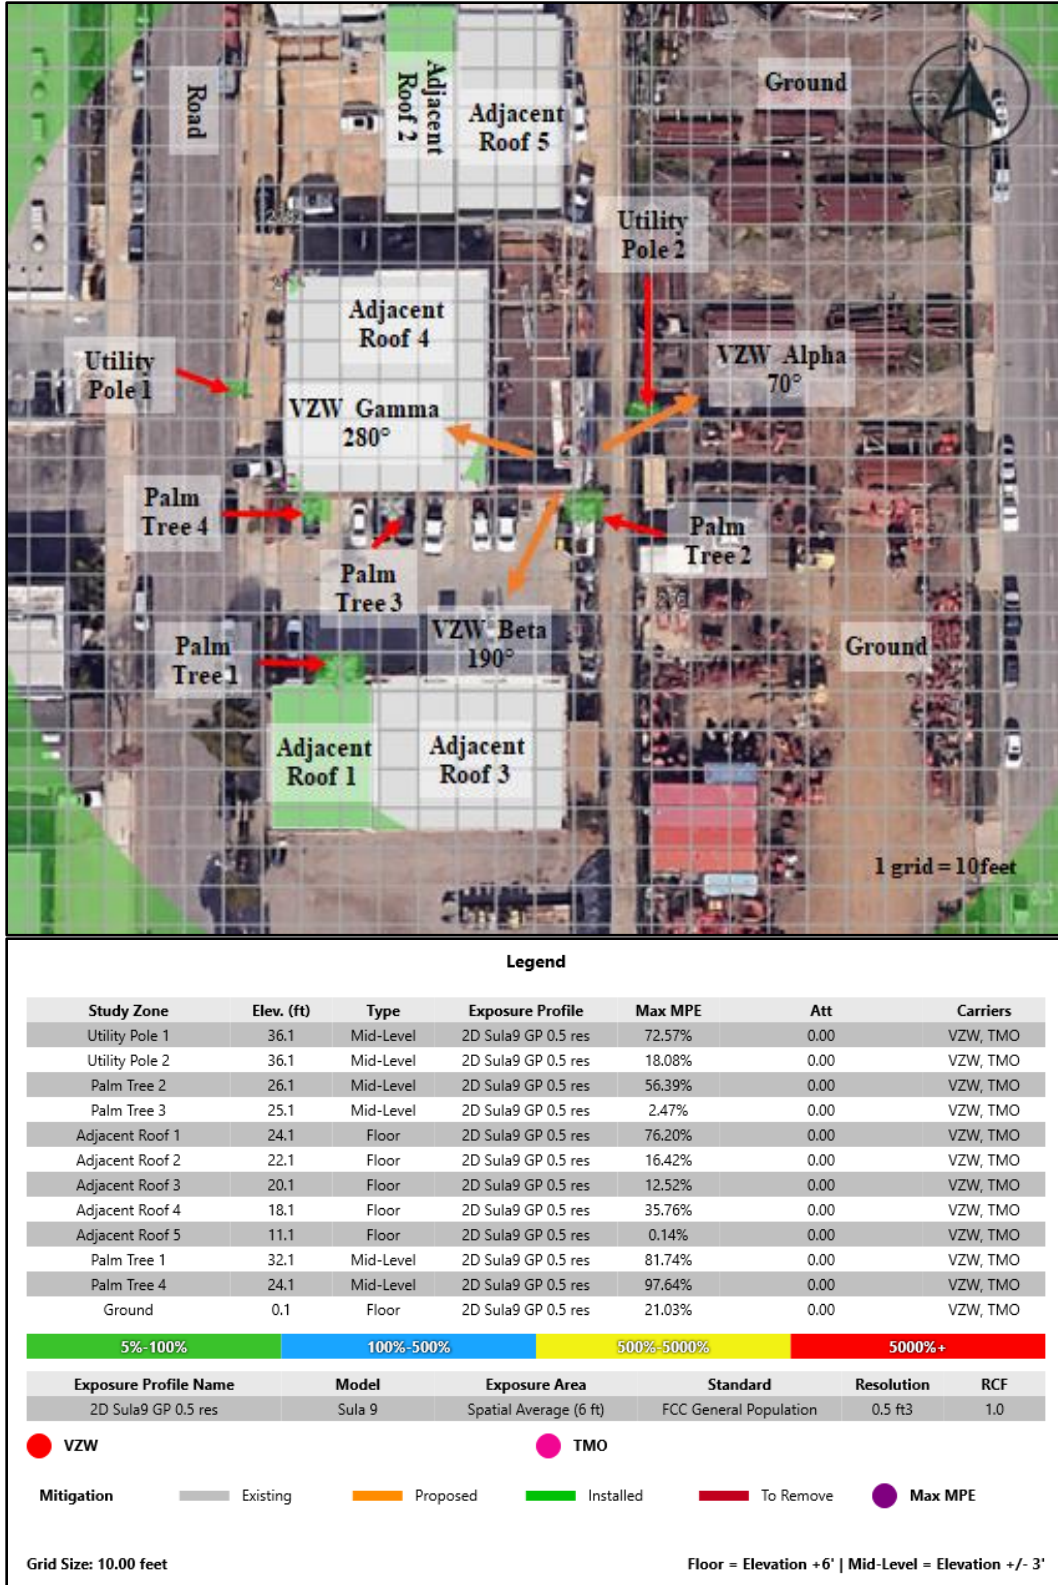 N
Road
Adjacent
Roof 2
Adjacent
Roof 5
Ground
Utility
Pole 2
Adjacent
Roof 4
Utility
Pole 1
VZW Alpha
70°
VZW Gamma
280°
Palm
Tree 4
Palm
Tree 3
Palm
Tree 2
VZW Beta
190°
Palm
Tree 1
Ground
Adjacent
Roof 1
Adjacent
Roof 3
1 grid = 10feet
Legend
Study Zone Elev. (ft) Type Exposure Profile Max MPE Att Carriers
Utility Pole 1 36.1 Mid-Level 2D Sula9 GP 0.5 res 72.57% 0.00 VZW, TMO
Utility Pole 2 36.1 Mid-Level 2D Sula9 GP 0.5 res 18.08% 0.00 VZW, TMO
Palm Tree 2 26.1 Mid-Level 2D Sula9 GP 0.5 res 56.39% 0.00 VZW, TMO
Palm Tree 3 25.1 Mid-Level 2D Sula9 GP 0.5 res 2.47% 0.00 VZW, TMO
Adjacent Roof 1 24.1 Floor 2D Sula9 GP 0.5 res 76.20% 0.00 VZW, TMO
Adjacent Roof 2 22.1 Floor 2D Sula9 GP 0.5 res 16.42% 0.00 VZW, TMO
Adjacent Roof 3 20.1 Floor 2D Sula9 GP 0.5 res 12.52% 0.00 VZW, TMO
Adjacent Roof 4 18.1 Floor 2D Sula9 GP 0.5 res 35.76% 0.00 VZW, TMO
Adjacent Roof 5 11.1 Floor 2D Sula9 GP 0.5 res 0.14% 0.00 VZW, TMO
Palm Tree 1 32.1 Mid-Level 2D Sula9 GP 0.5 res 81.74% 0.00 VZW, TMO
Palm Tree 4 24.1 Mid-Level 2D Sula9 GP 0.5 res 97.64% 0.00 VZW, TMO
Ground 0.1 Floor 2D Sula9 GP 0.5 res 21.03% 0.00 VZW, TMO
5%-100% 100%-500% 500%-5000% 5000%+
Exposure Profile Name Model Exposure Area Standard Resolution RCF
2D Sula9 GP 0.5 res Sula 9 Spatial Average (6 ft) FCC General Population 0.5 ft3 1.0
VZW TMO
Mitigation Existing Proposed Installed To Remove Max MPE
Grid Size: 10.00 feet Floor = Elevation +6' | Mid-Level = Elevation +/- 3'